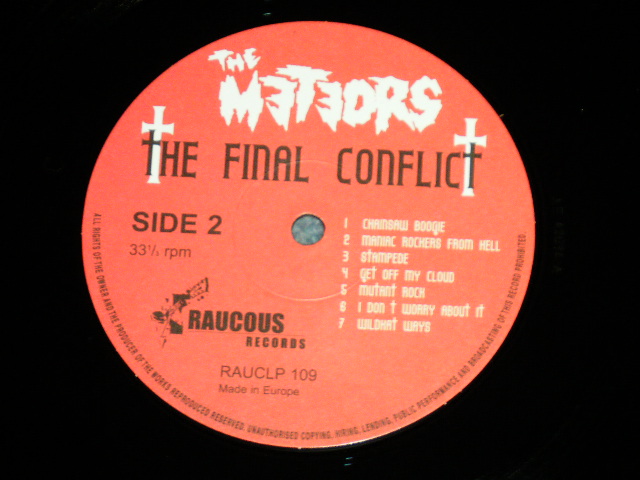 THE
METEORS
THE FINAL CONFLICT
SIDE 2
33 1/3 rpm
1 CHAINSAW BOOGIE
2 MANIAC ROCKERS FROM HELL
3 STAMPEDE
4 GET OFF MY CLOUD
5 MUTANT ROCK
6 I DON'T WORRY ABOUT IT
7 WILDKAT WAYS
RAUCOUS
RECORDS
RAUCLP 109
Made in Europe
ALL RIGHTS OF THE OWNER AND THE PRODUCER OF THE WORKS REPRODUCED RESERVED. UNAUTHORISED COPYING, HIRING, LENDING, PUBLIC PERFORMANCE AND BROADCASTING OF THIS RECORD PROHIBITED.